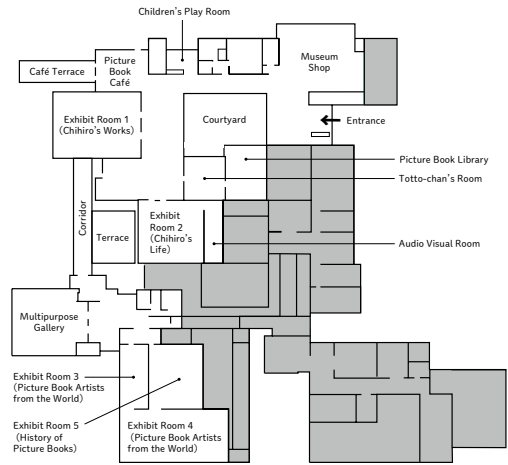 Children's Play Room
Café Terrace
Picture
Book
Café
Museum
Shop
Exhibit Room 1
(Chihiro's Works)
Courtyard
Entrance
Picture Book Library
Totto-chan's Room
Corridor
Terrace
Exhibit
Room 2
(Chihiro's
Life)
Audio Visual Room
Multipurpose
Gallery
Exhibit Room 3
(Picture Book Artists
from the World)
Exhibit Room 5
(History of
Picture Books)
Exhibit Room 4
(Picture Book Artists
from the World)